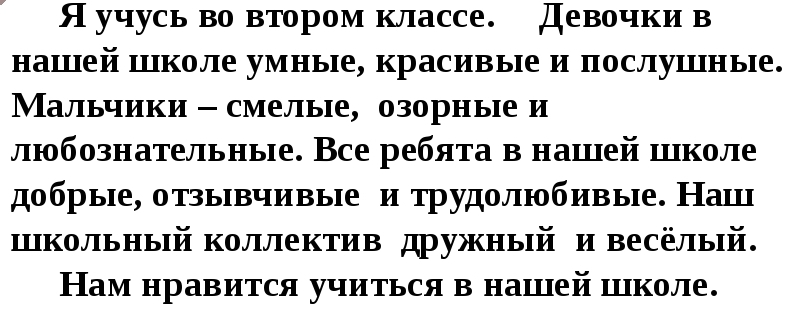 Я учусь во втором классе. Девочки в
нашей школе умные, красивые и послушные.
Мальчики – смелые, озорные и
любознательные. Все ребята в нашей школе
добрые, отзывчивые и трудолюбивые. Наш
школьный коллектив дружный и весёлый.
Нам нравится учиться в нашей школе.